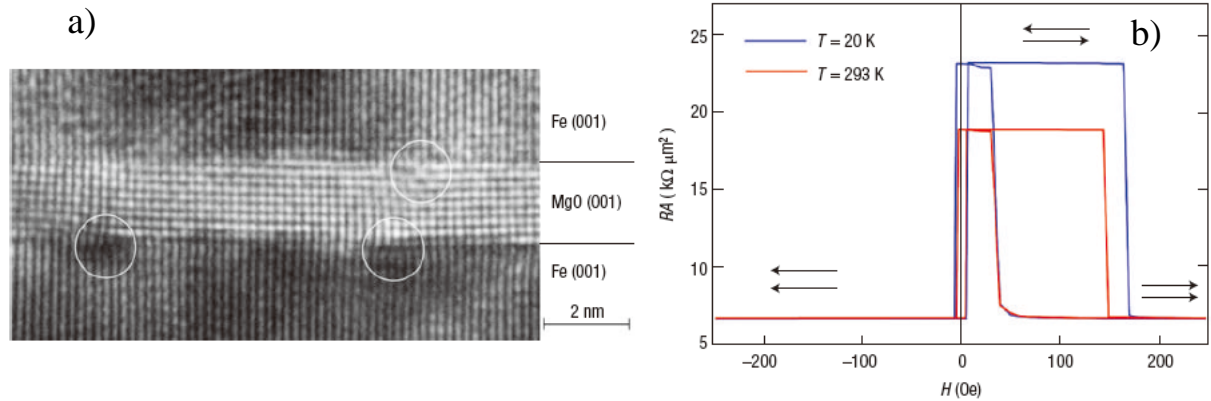 a)
Fe (001)
MgO (001)
Fe (001)
2 nm
b)
T = 20 K
T = 293 K
RA ( kΩ μm²)
25
20
15
10
5
−200
−100
0
100
200
H (Oe)